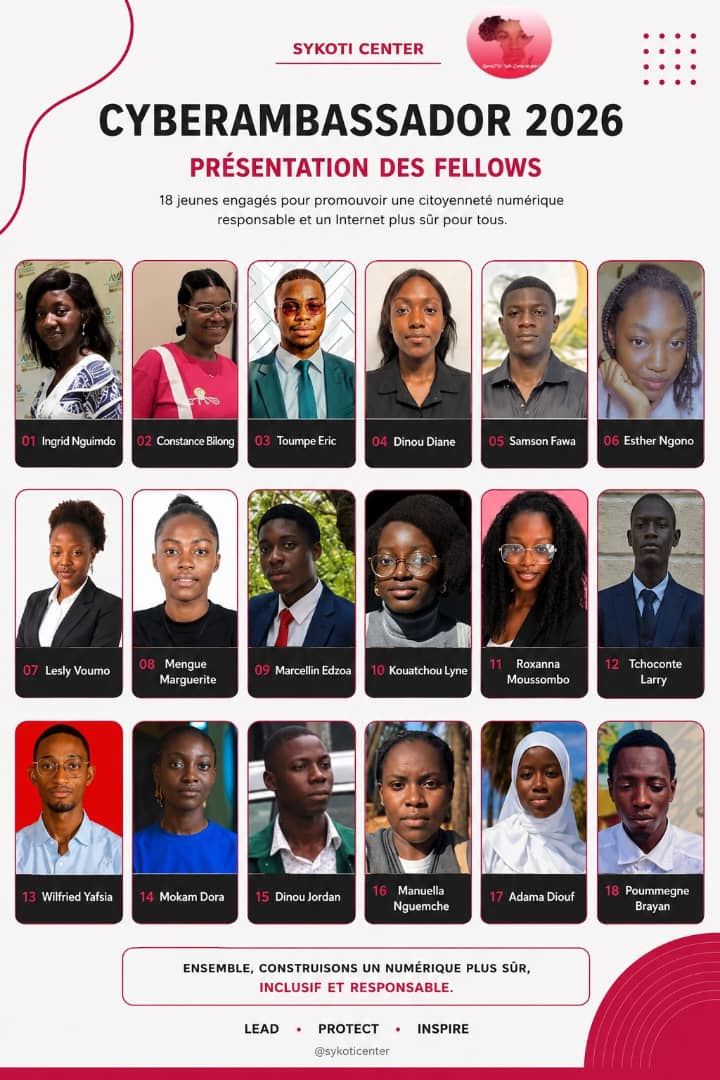 SYKOTI CENTER
CYBERAMBASSADOR 2026
PRÉSENTATION DES FELLOWS
18 jeunes engagés pour promouvoir une citoyenneté numérique
responsable et un Internet plus sûr pour tous.
01 Ingrid Nguimdo
02 Constance Bilong
03 Toumpe Eric
04 Dinou Diane
05 Samson Fawa
06 Esther Ngono
07 Lesly Voumo
08 Mengue
Marguerite
09 Marcellin Edzoa
10 Kouatchou Lyne
11 Roxanna
Moussombo
12 Tchoconte
Larry
13 Wilfried Yafsia
14 Mokam Dora
15 Dinou Jordan
16 Manuella
Nguemche
17 Adama Diouf
18 Poummegne
Brayan
ENSEMBLE, CONSTRUISONS UN NUMÉRIQUE PLUS SÛR,
INCLUSIF ET RESPONSABLE.
LEAD • PROTECT • INSPIRE
@sykoticenter